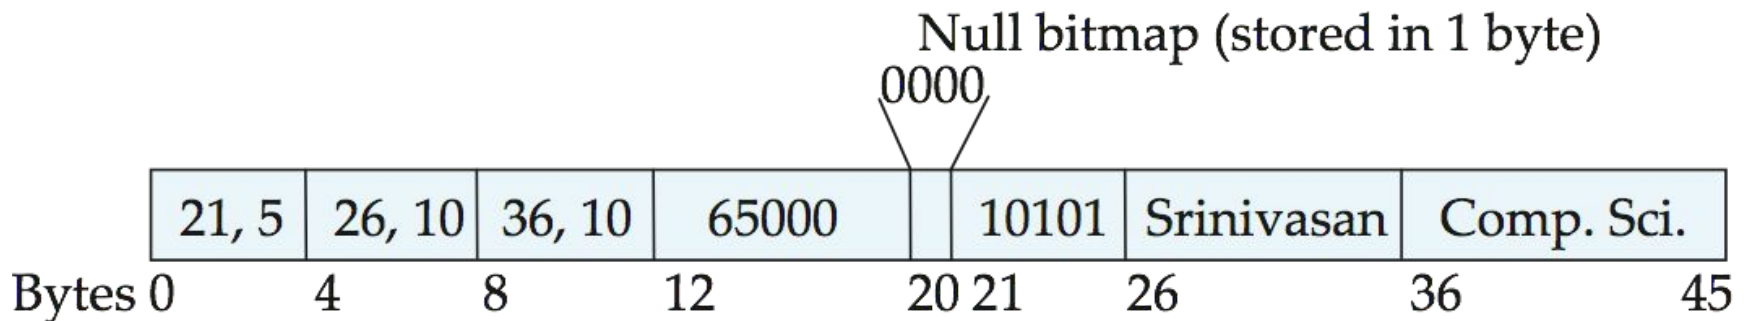 Null bitmap (stored in 1 byte)
0000
21, 5 26, 10 36, 10 65000 10101 Srinivasan Comp. Sci.
Bytes 0 4 8 12 20 21 26 36 45